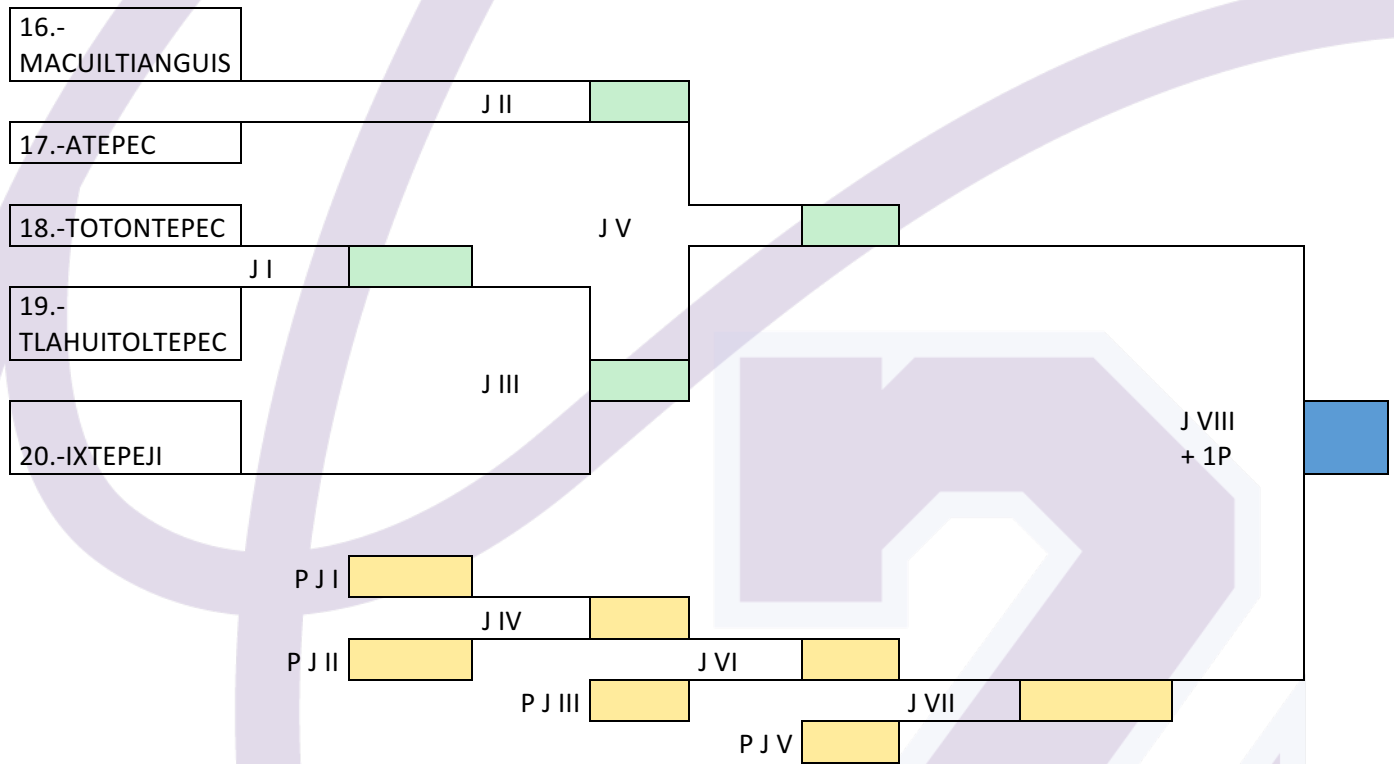 16.-
MACUILTIANGUIS
J II
17.-ATEPEC
18.-TOTONTEPEC
J V
J I
19.-
TLAHUITOLTEPEC
J III
J VIII
20.-IXTEPEJI
+ 1P
P J I
J IV
P J II
J VI
P J III
J VII
P J V